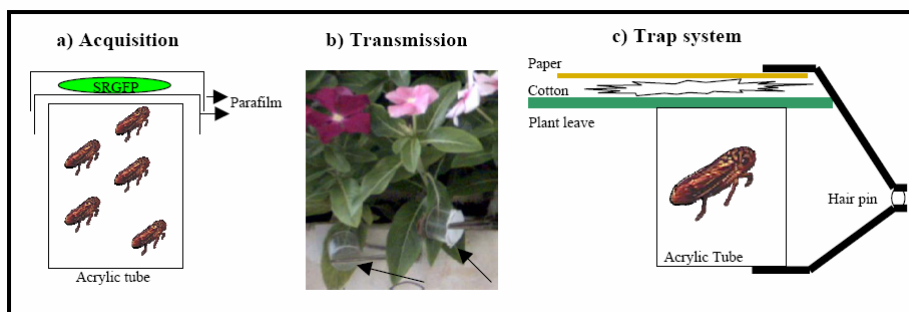 a) Acquisition
SRGFP
Parafilm
Acrylic tube
b) Transmission
c) Trap system
Paper
Cotton
Plant leave
Hair pin
Acrylic Tube